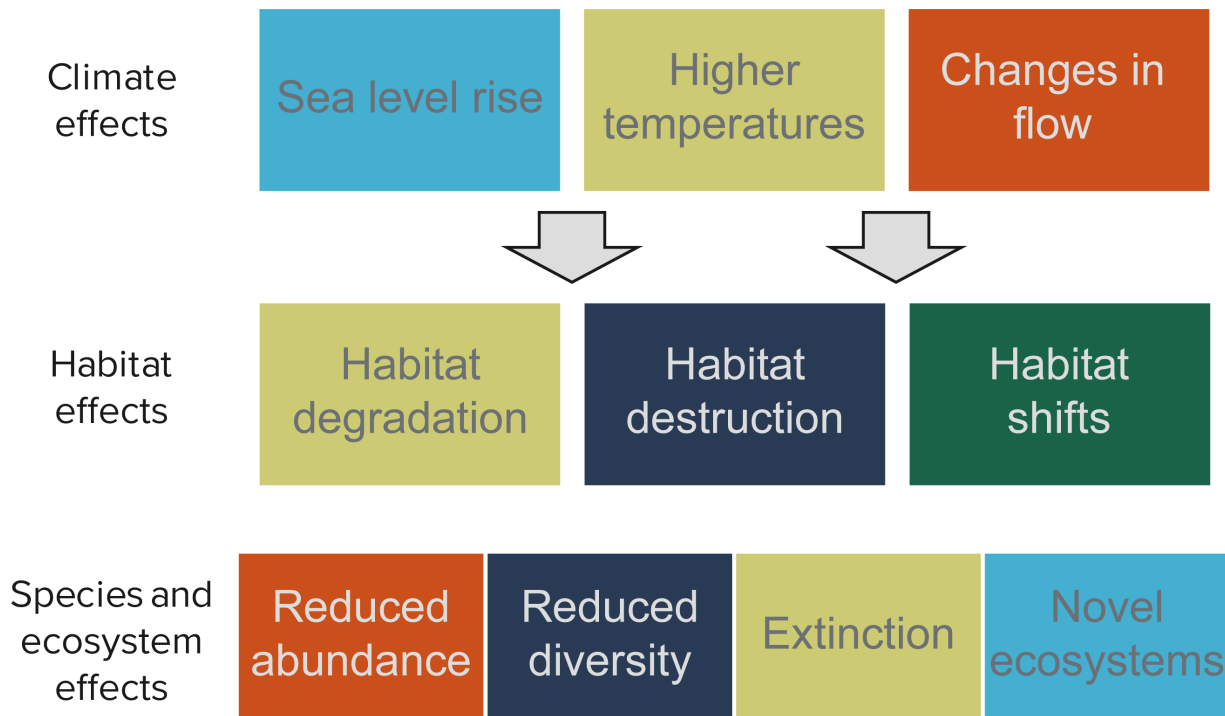 Climate
effects
Sea level rise
Higher
temperatures
Changes in
flow
Habitat
effects
Habitat
degradation
Habitat
destruction
Habitat
shifts
Species and
ecosystem
effects
Reduced
abundance
Reduced
diversity
Extinction
Novel
ecosystems